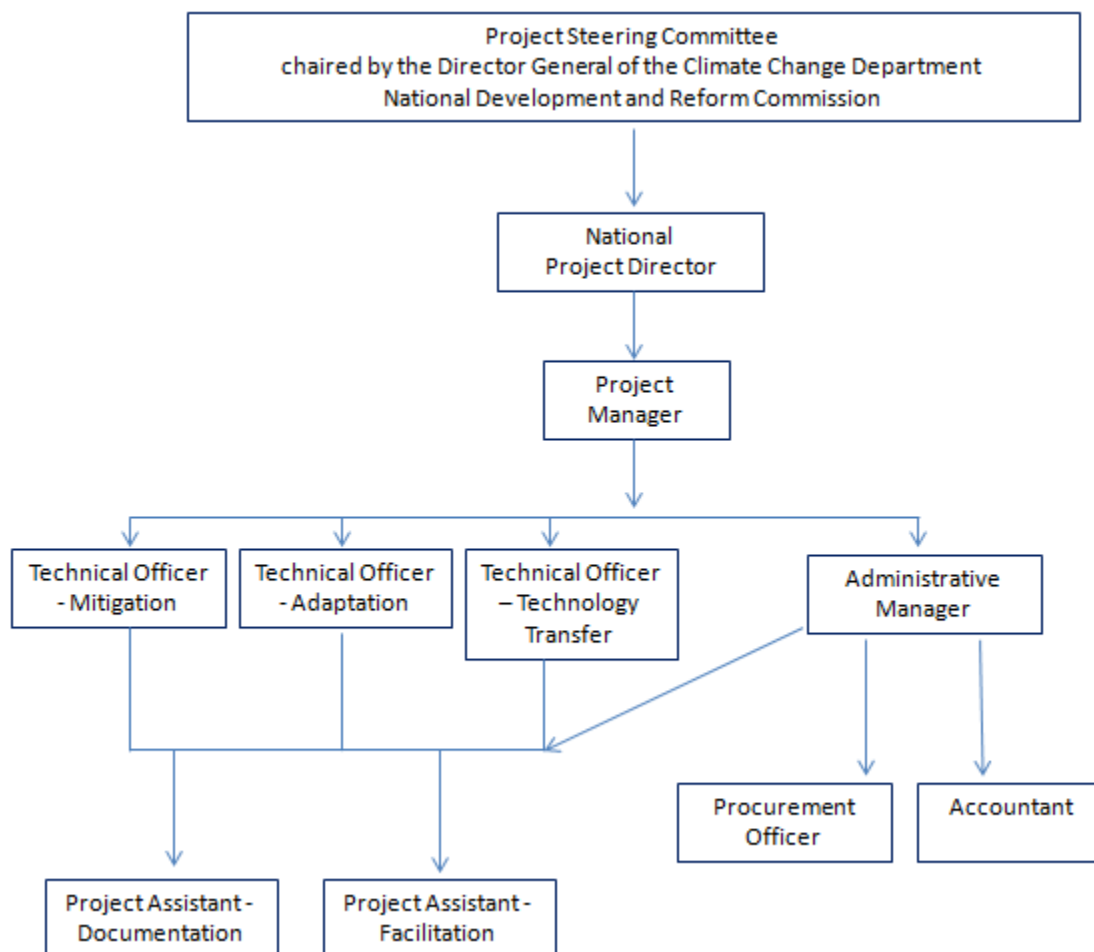 Project Steering Committee
chaired by the Director General of the Climate Change Department
National Development and Reform Commission
National
Project Director
Project
Manager
Technical Officer
- Mitigation
Technical Officer
- Adaptation
Technical Officer
– Technology
Transfer
Administrative
Manager
Procurement
Officer
Accountant
Project Assistant -
Documentation
Project Assistant -
Facilitation